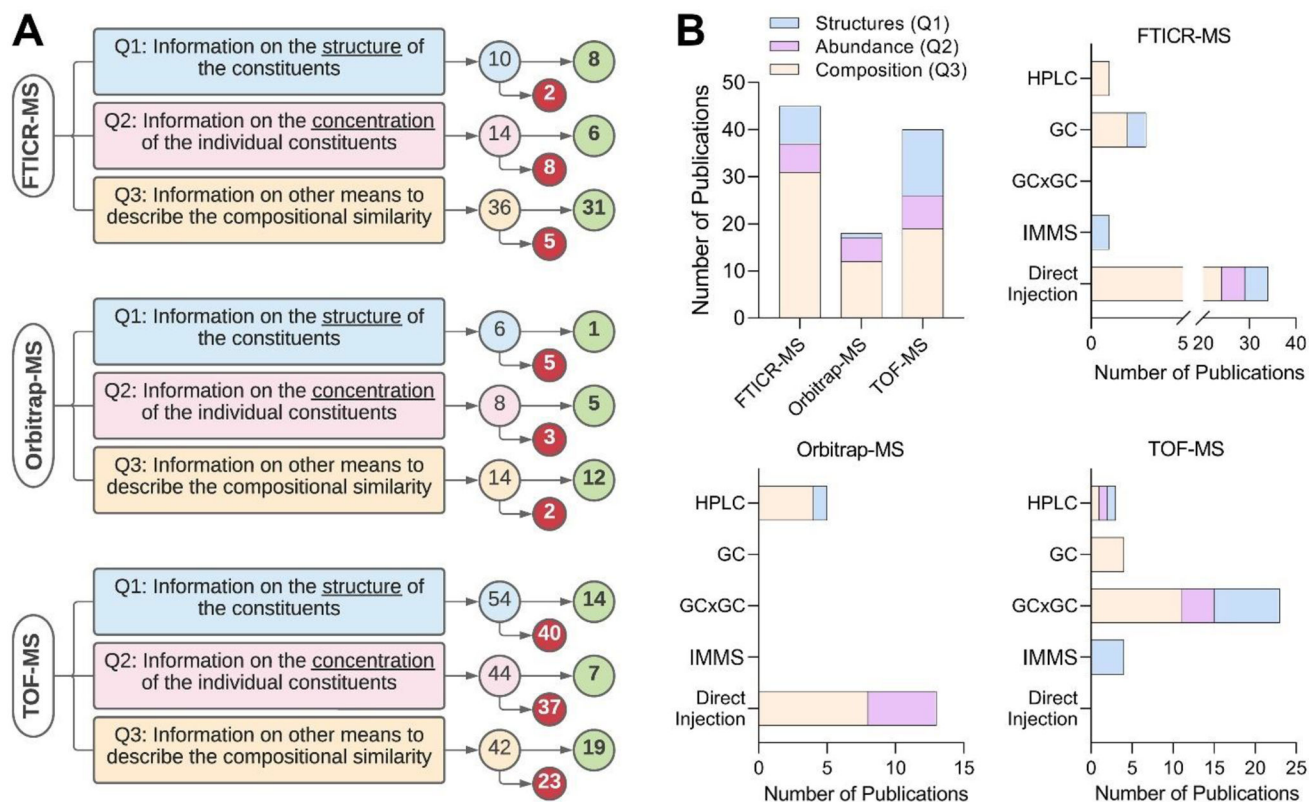 A
FTICR-MS
Q1: Information on the structure of
the constituents
10
8
2
Q2: Information on the concentration
of the individual constituents
14
6
8
Q3: Information on other means to
describe the compositional similarity
36
31
5
Orbitrap-MS
Q1: Information on the structure of
the constituents
6
1
5
Q2: Information on the concentration
of the individual constituents
8
5
3
Q3: Information on other means to
describe the compositional similarity
14
12
2
TOF-MS
Q1: Information on the structure of
the constituents
54
14
40
Q2: Information on the concentration
of the individual constituents
44
7
37
Q3: Information on other means to
describe the compositional similarity
42
19
23
B
Structures (Q1)
Abundance (Q2)
Composition (Q3)
Number of Publications
50
40
30
20
10
0
FTICR-MS
Orbitrap-MS
TOF-MS
FTICR-MS
HPLC
GC
GCxGC
IMMS
Direct
Injection
0 5 20 30 40
Number of Publications
Orbitrap-MS
HPLC
GC
GCxGC
IMMS
Direct
Injection
0 5 10 15
Number of Publications
TOF-MS
HPLC
GC
GCxGC
IMMS
Direct
Injection
0 5 10 15 20 25
Number of Publications